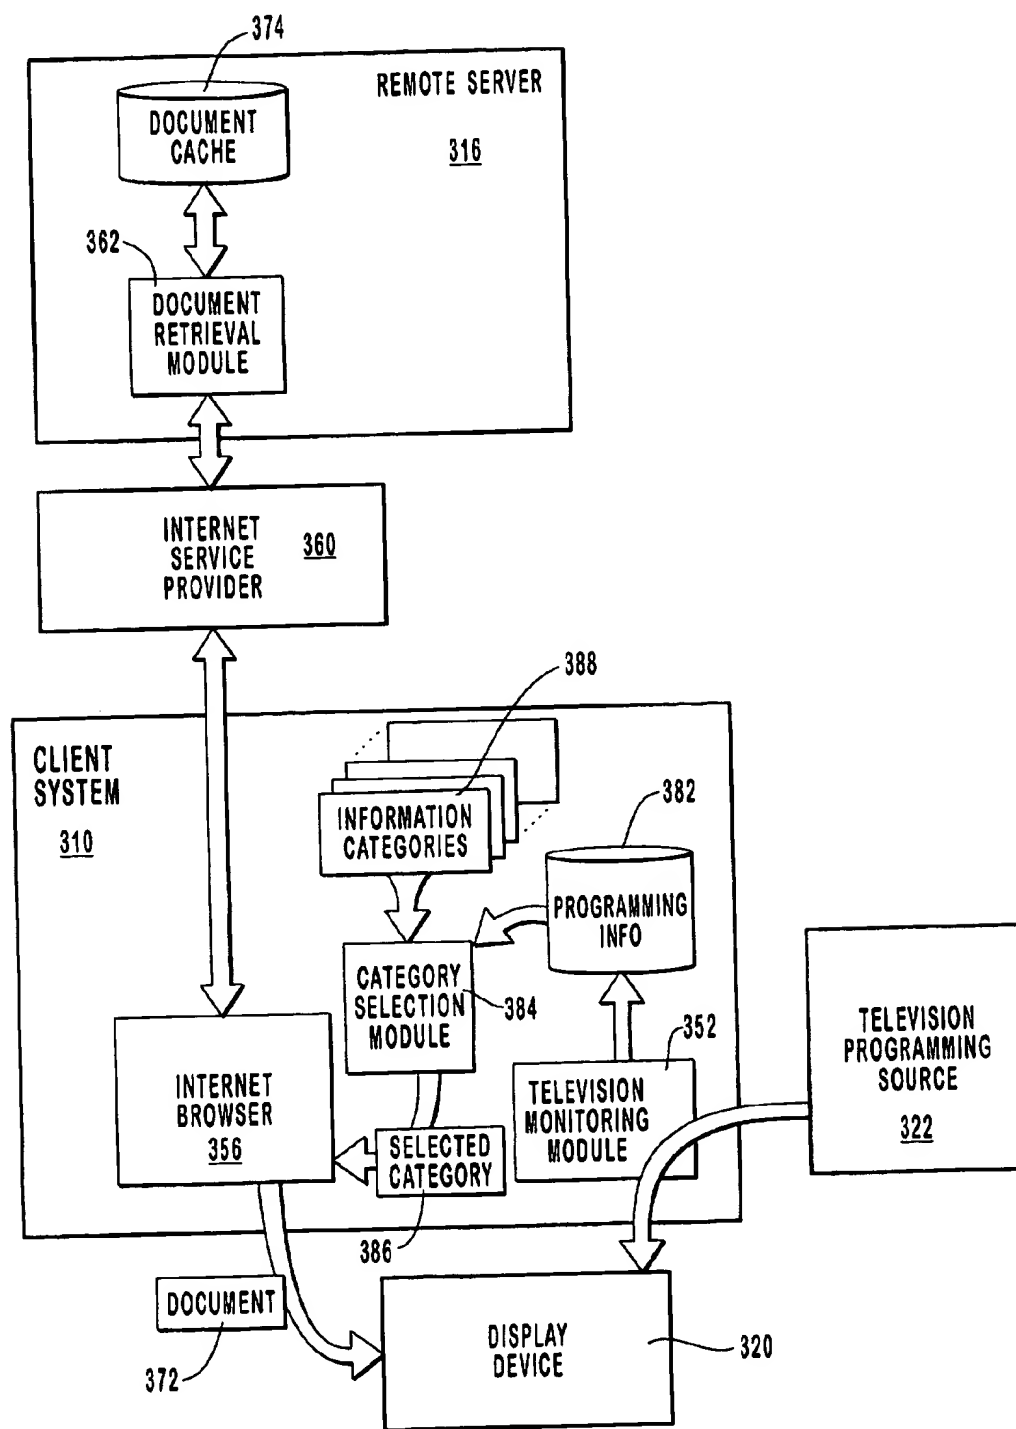 374
REMOTE SERVER
316
DOCUMENT
CACHE
362
DOCUMENT
RETRIEVAL
MODULE
INTERNET
SERVICE
PROVIDER
360
388
CLIENT
SYSTEM
310
INFORMATION
CATEGORIES
382
PROGRAMMING
INFO
CATEGORY
SELECTION
MODULE
384
352
TELEVISION
PROGRAMMING
SOURCE
322
INTERNET
BROWSER
356
TELEVISION
MONITORING
MODULE
SELECTED
CATEGORY
386
DOCUMENT
372
DISPLAY
DEVICE
320